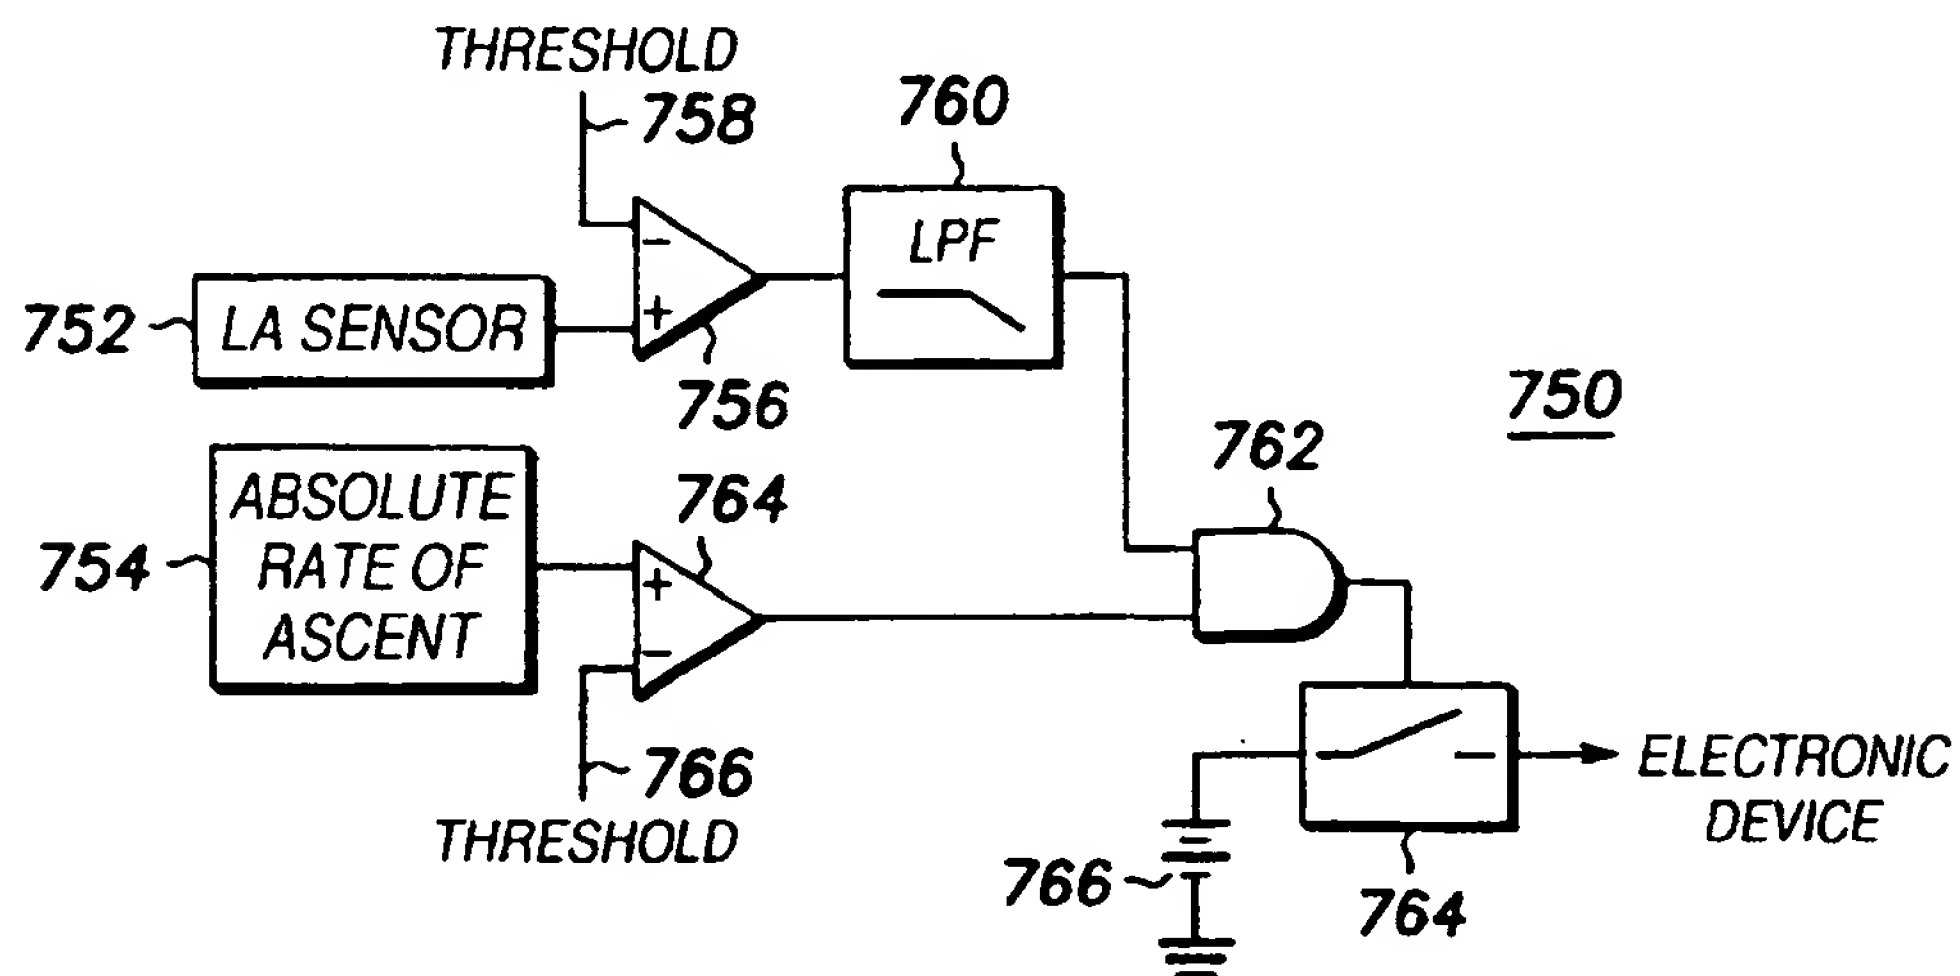 THRESHOLD
758
760
LPF
-
+
752
LA SENSOR
756
750
762
ABSOLUTE
RATE OF
ASCENT
754
764
+
-
766
THRESHOLD
ELECTRONIC
DEVICE
766
764